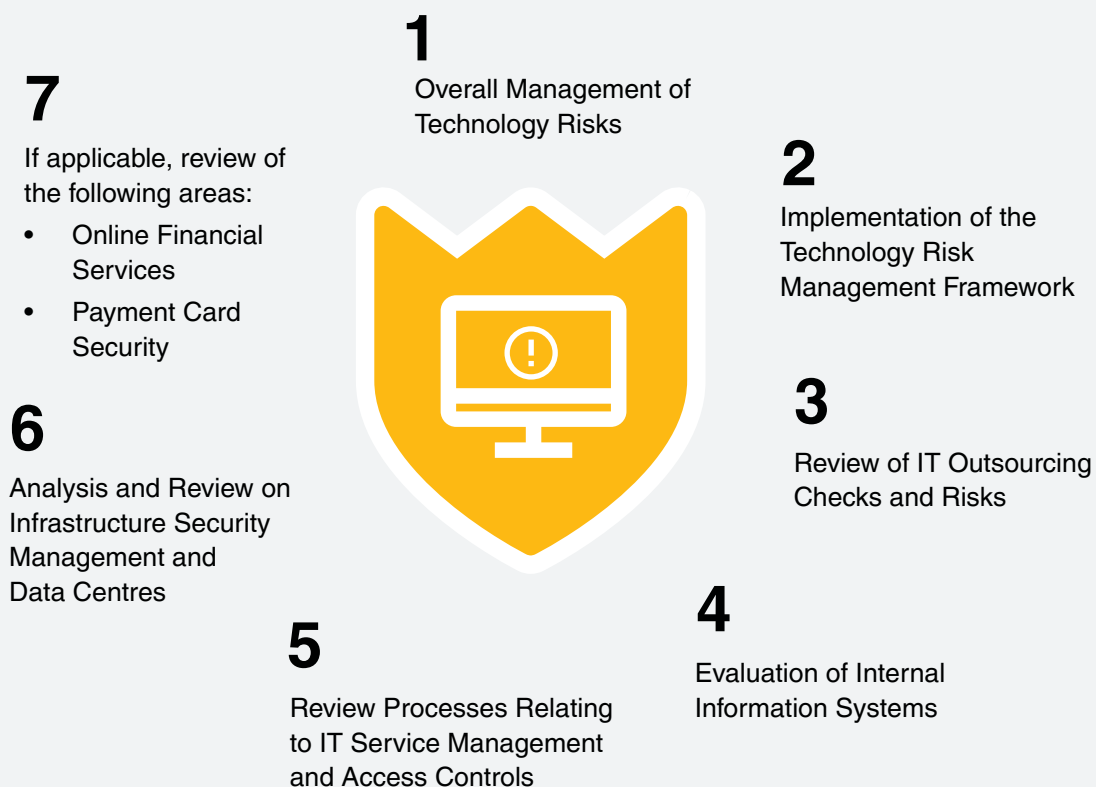 1
Overall Management of
Technology Risks
2
Implementation of the
Technology Risk
Management Framework
3
Review of IT Outsourcing
Checks and Risks
4
Evaluation of Internal
Information Systems
5
Review Processes Relating
to IT Service Management
and Access Controls
6
Analysis and Review on
Infrastructure Security
Management and
Data Centres
7
If applicable, review of
the following areas:
• Online Financial
Services
• Payment Card
Security